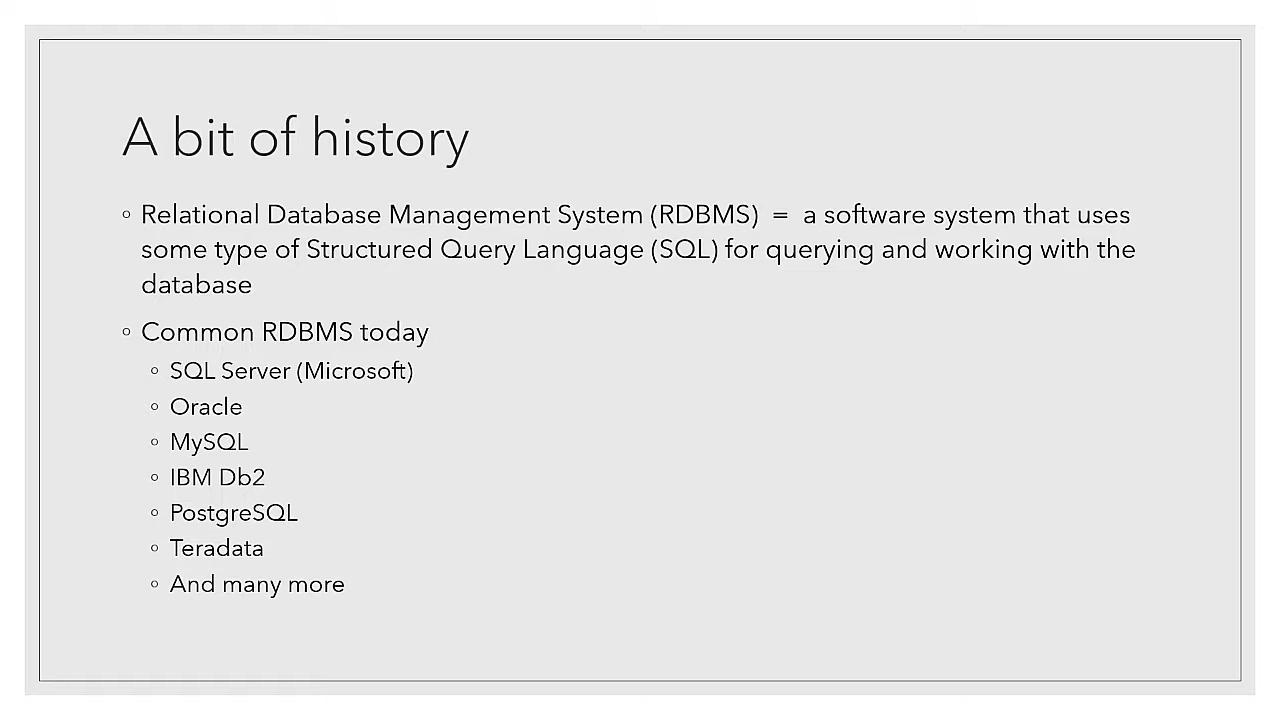 A bit of history
◦ Relational Database Management System (RDBMS)  =  a software system that uses
some type of Structured Query Language (SQL) for querying and working with the
database
◦ Common RDBMS today
◦ SQL Server (Microsoft)
◦ Oracle
◦ MySQL
◦ IBM Db2
◦ PostgreSQL
◦ Teradata
◦ And many more